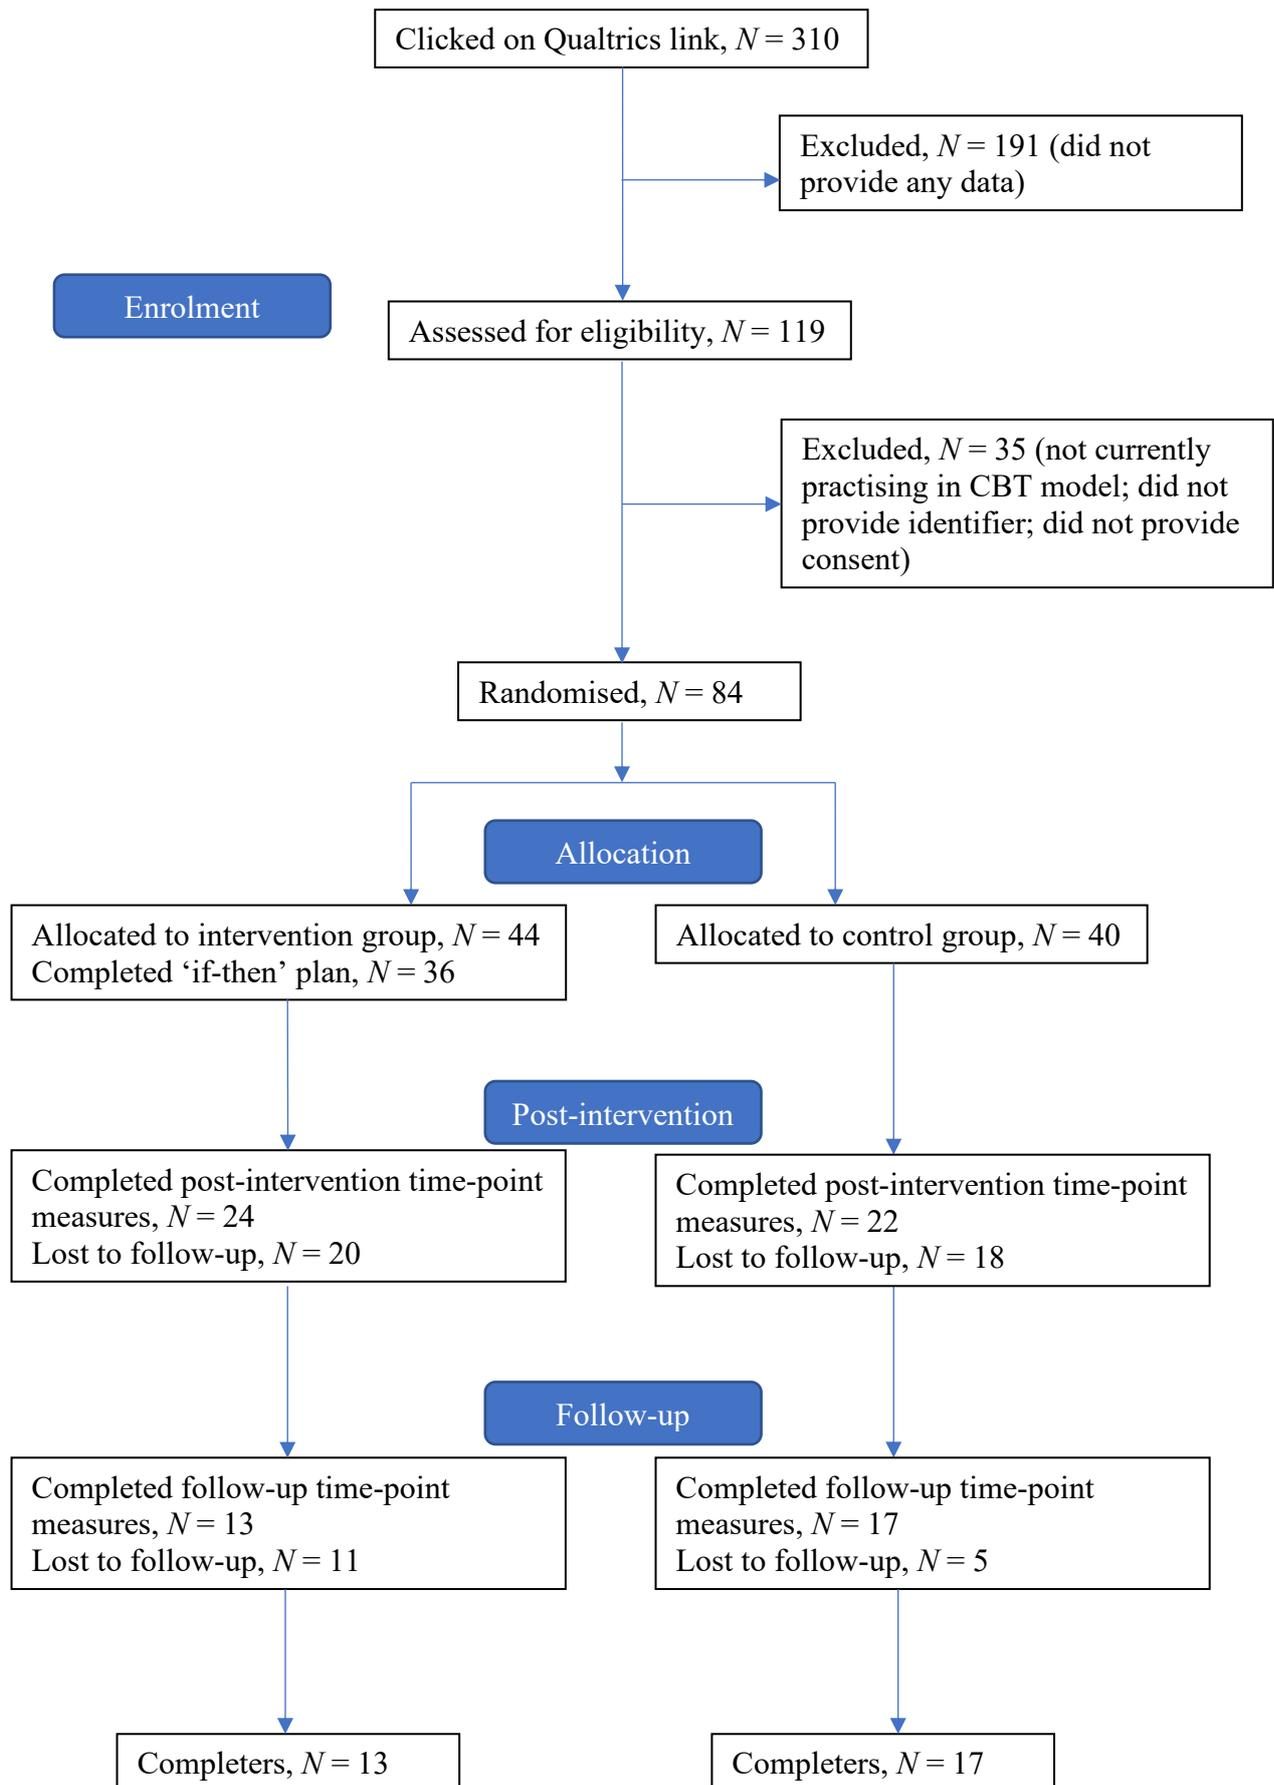 Clicked on Qualtrics link, N = 310
Excluded, N = 191 (did not
provide any data)
Enrolment
Assessed for eligibility, N = 119
Excluded, N = 35 (not currently
practising in CBT model; did not
provide identifier; did not provide
consent)
Randomised, N = 84
Allocation
Allocated to intervention group, N = 44
Completed ‘if-then’ plan, N = 36
Allocated to control group, N = 40
Post-intervention
Completed post-intervention time-point
measures, N = 24
Lost to follow-up, N = 20
Completed post-intervention time-point
measures, N = 22
Lost to follow-up, N = 18
Follow-up
Completed follow-up time-point
measures, N = 13
Lost to follow-up, N = 11
Completed follow-up time-point
measures, N = 17
Lost to follow-up, N = 5
Completers, N = 13
Completers, N = 17